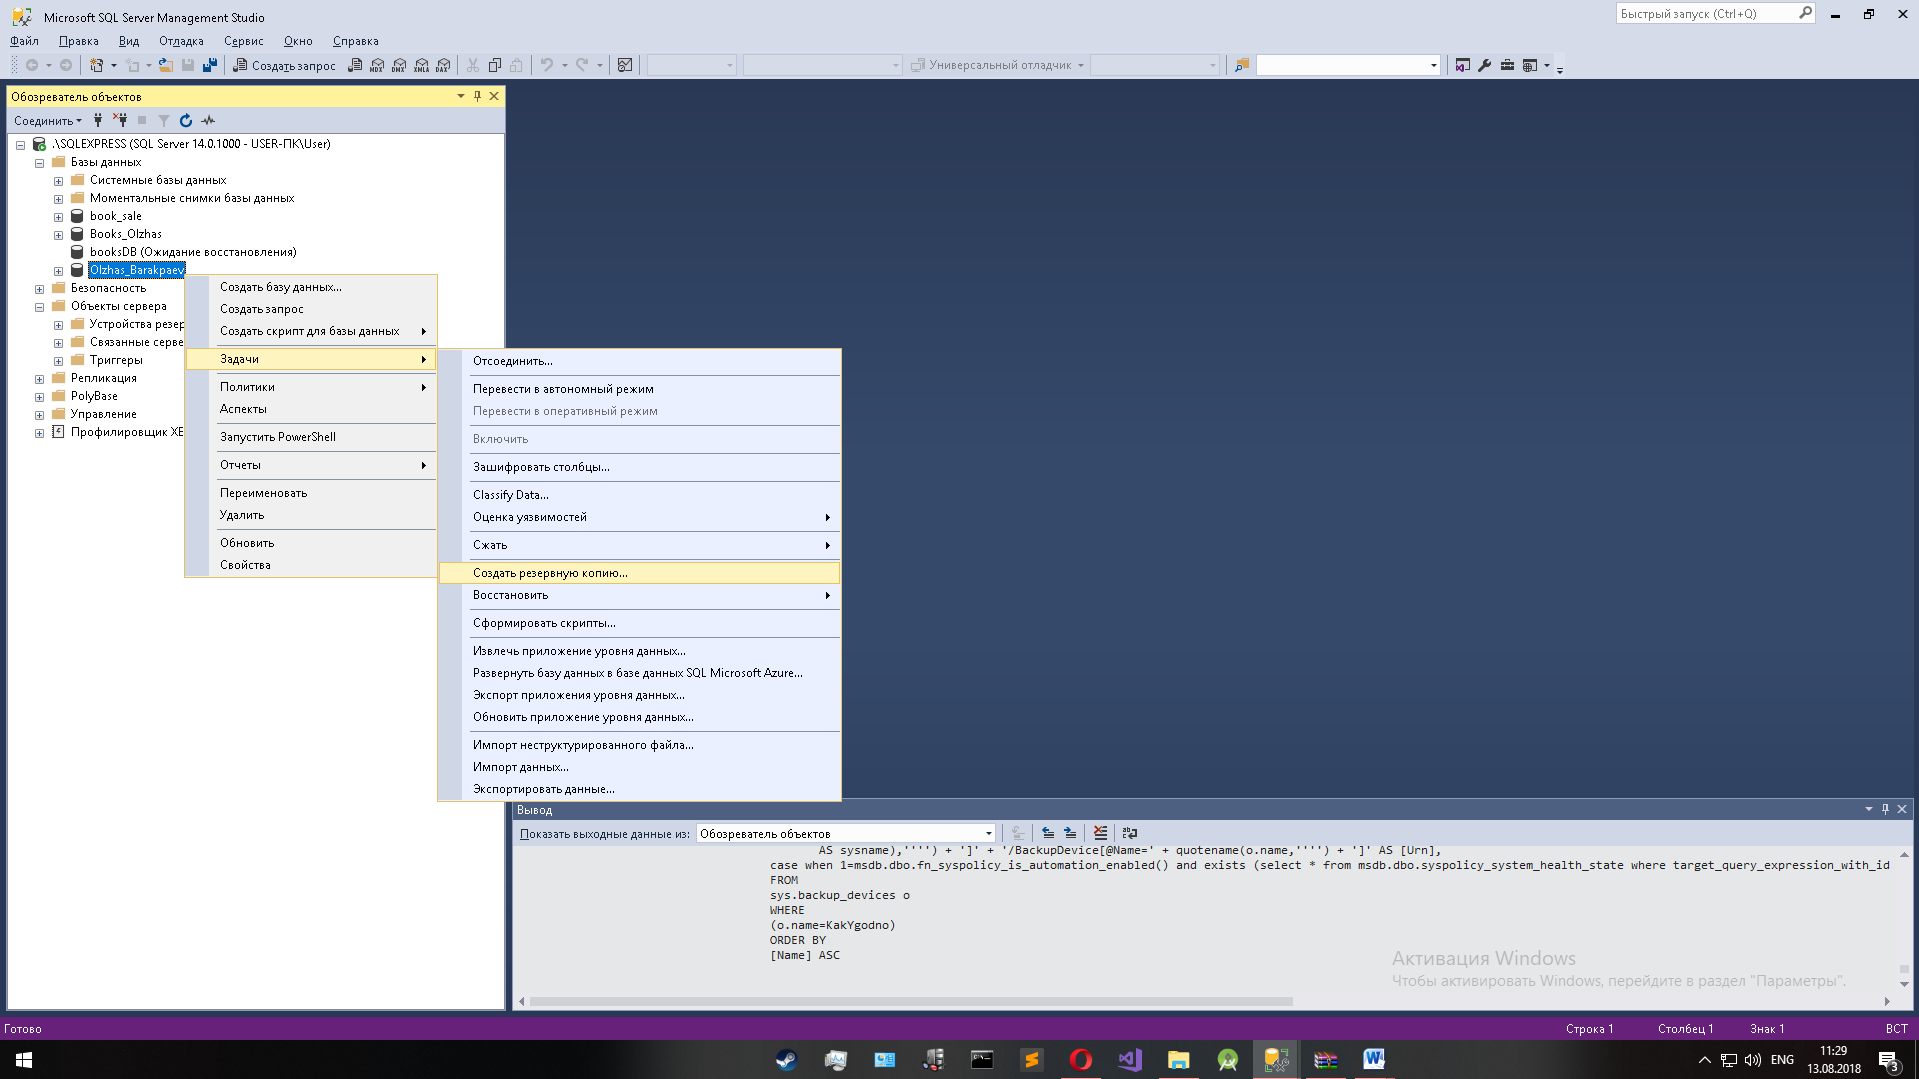 Microsoft SQL Server Management Studio
Быстрый запуск (Ctrl+Q)
Файл Правка Вид Отладка Сервис Окно Справка
Создать запрос MDX DMX XMLA DAX Универсальный отладчик
Обозреватель объектов
Соединить
.\SQLEXPRESS (SQL Server 14.0.1000 - USER-ПК\User)
Базы данных
Системные базы данных
Моментальные снимки базы данных
book_sale
Books_Olzhas
booksDB (Ожидание восстановления)
Olzhas_Barakpaev
Безопасность
Объекты сервера
Устройства резер
Связанные серве
Триггеры
Репликация
PolyBase
Управление
Профилировщик XE
Создать базу данных...
Создать запрос
Создать скрипт для базы данных
Задачи
Политики
Аспекты
Запустить PowerShell
Отчеты
Переименовать
Удалить
Обновить
Свойства
Отсоединить...
Перевести в автономный режим
Перевести в оперативный режим
Включить
Зашифровать столбцы...
Classify Data...
Оценка уязвимостей
Сжать
Создать резервную копию...
Восстановить
Сформировать скрипты...
Извлечь приложение уровня данных...
Развернуть базу данных в базе данных SQL Microsoft Azure...
Экспорт приложения уровня данных...
Обновить приложение уровня данных...
Импорт неструктурированного файла...
Импорт данных...
Экспортировать данные...
Вывод
Показать выходные данные из: Обозреватель объектов
AS sysname),'''') + ']' + '/BackupDevice[@Name=' + quotename(o.name,'''') + ']' AS [Urn],
case when 1=msdb.dbo.fn_syspolicy_is_automation_enabled() and exists (select * from msdb.dbo.syspolicy_system_health_state where target_query_expression_with_id
FROM
sys.backup_devices o
WHERE
(o.name=KakYgodno)
ORDER BY
[Name] ASC
Активация Windows
Чтобы активировать Windows, перейдите в раздел "Параметры".
Готово Строка 1 Столбец 1 Знак 1 ВСТ
ENG 11:29
13.08.2018
3